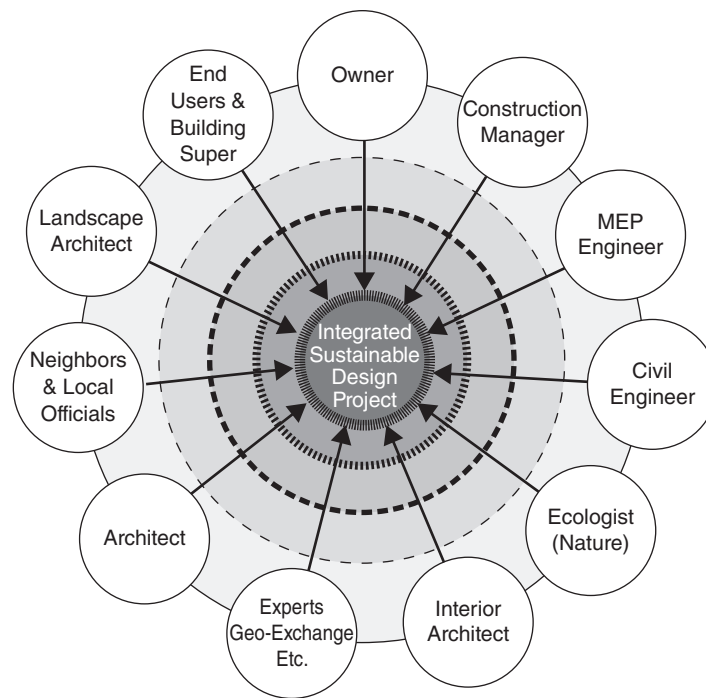 Owner
Construction
Manager
MEP
Engineer
Civil
Engineer
Ecologist
(Nature)
Interior
Architect
Experts
Geo-Exchange
Etc.
Architect
Neighbors
& Local
Officials
Landscape
Architect
End
Users &
Building
Super
Integrated
Sustainable
Design
Project